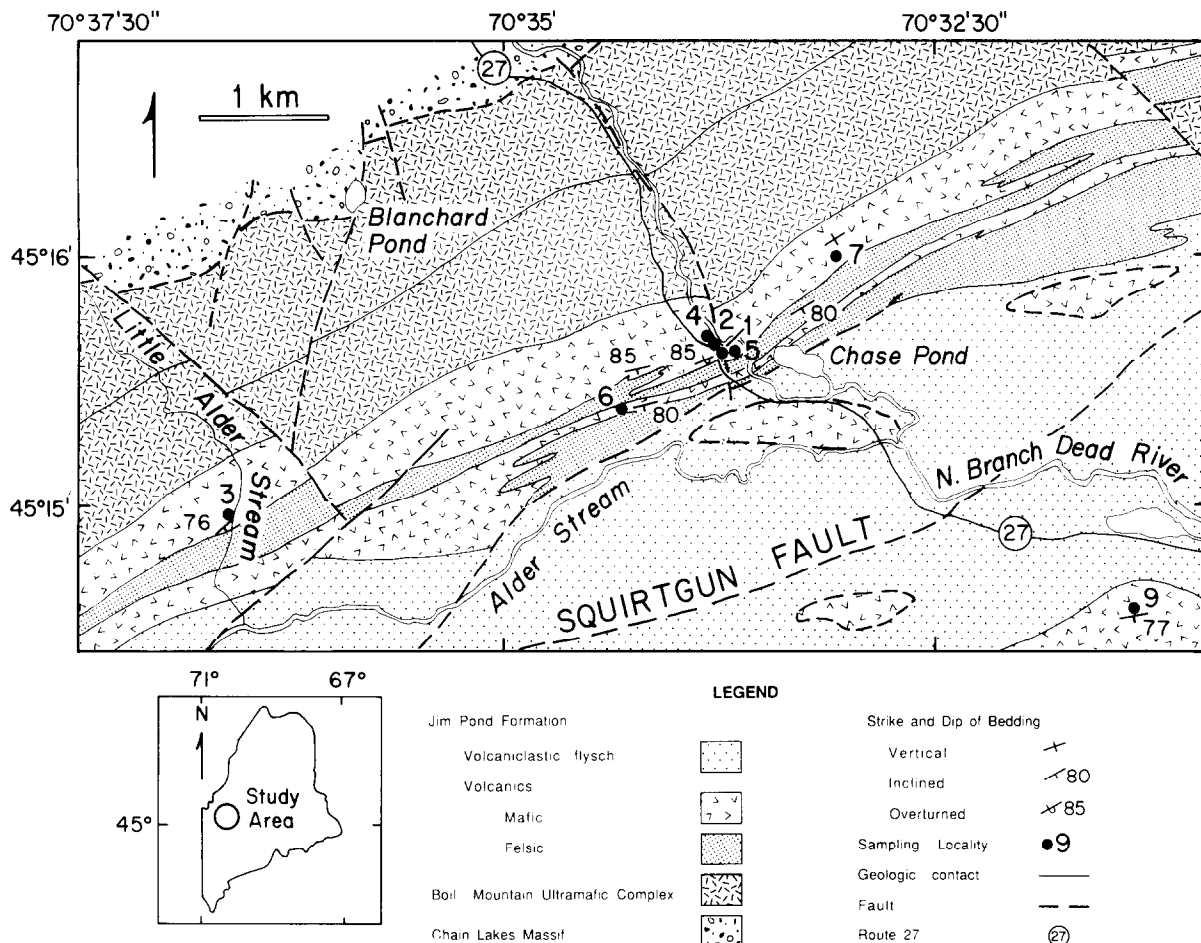 70°37'30" 70°35' 70°32'30"
27
1 km
Blanchard
Pond
45°16'
7
80
4 2 1
85 85 5
Chase Pond
6
80
Little Alder Stream
N. Branch Dead River
45°15'
3
76
Alder Stream
SQUIRTGUN FAULT
27
9
77
71° 67°
N
Study
Area
45°
LEGEND
Jim Pond Formation
Volcaniclastic flysch
Volcanics
Mafic
Felsic
Boil Mountain Ultramafic Complex
Chain Lakes Massif
Strike and Dip of Bedding
Vertical
Inclined 80
Overturned 85
Sampling Locality 9
Geologic contact
Fault
Route 27 27